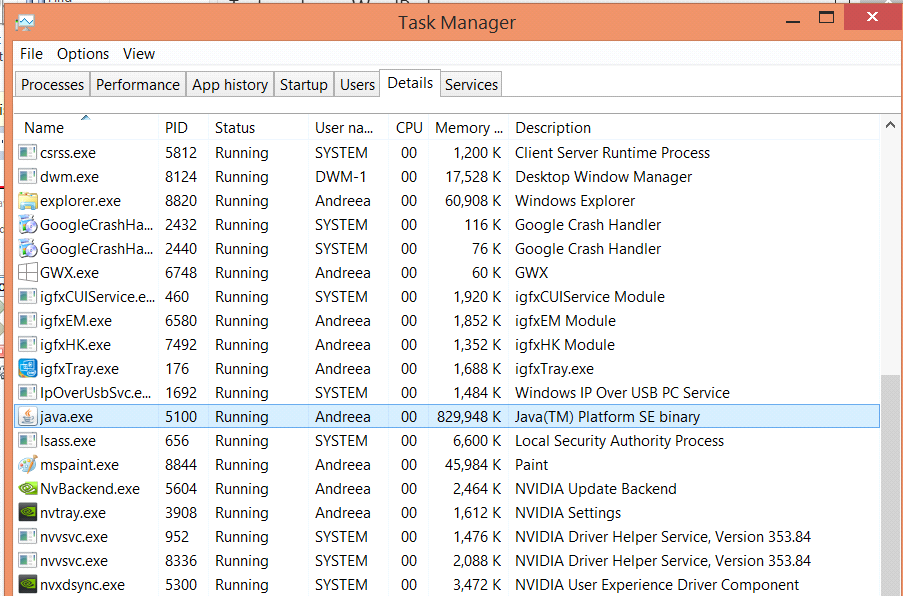 Task Manager
File Options View
Processes Performance App history Startup Users Details Services
Name PID Status User na... CPU Memory ... Description
csrss.exe 5812 Running SYSTEM 00 1,200 K Client Server Runtime Process
dwm.exe 8124 Running DWM-1 00 17,528 K Desktop Window Manager
explorer.exe 8820 Running Andreea 00 60,908 K Windows Explorer
GoogleCrashHa... 2432 Running SYSTEM 00 116 K Google Crash Handler
GoogleCrashHa... 2440 Running SYSTEM 00 76 K Google Crash Handler
GWX.exe 6748 Running Andreea 00 60 K GWX
igfxCUIService.e... 460 Running SYSTEM 00 1,920 K igfxCUIService Module
igfxEM.exe 6580 Running Andreea 00 1,852 K igfxEM Module
igfxHK.exe 7492 Running Andreea 00 1,352 K igfxHK Module
igfxTray.exe 176 Running Andreea 00 1,688 K igfxTray.exe
IpOverUsbSvc.e... 1692 Running SYSTEM 00 1,484 K Windows IP Over USB PC Service
java.exe 5100 Running Andreea 00 829,948 K Java(TM) Platform SE binary
lsass.exe 656 Running SYSTEM 00 6,600 K Local Security Authority Process
mspaint.exe 8844 Running Andreea 00 45,984 K Paint
NvBackend.exe 5604 Running Andreea 00 2,464 K NVIDIA Update Backend
nvtray.exe 3908 Running Andreea 00 1,612 K NVIDIA Settings
nvvsvc.exe 952 Running SYSTEM 00 1,476 K NVIDIA Driver Helper Service, Version 353.84
nvvsvc.exe 8336 Running SYSTEM 00 2,088 K NVIDIA Driver Helper Service, Version 353.84
nvxdsync.exe 5300 Running SYSTEM 00 3,472 K NVIDIA User Experience Driver Component